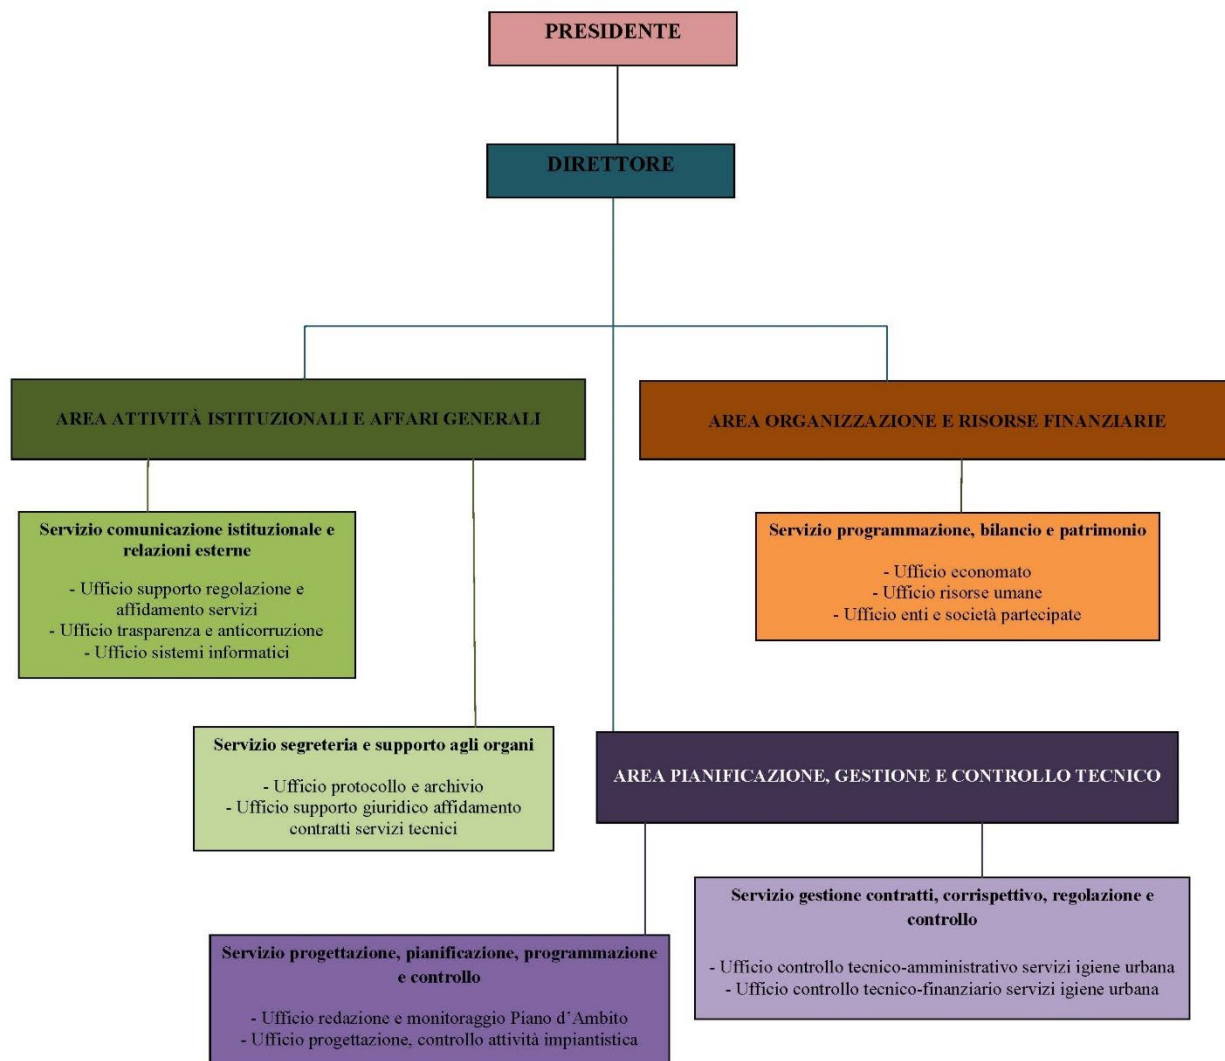 PRESIDENTE
DIRETTORE
AREA ATTIVITÀ ISTITUZIONALI E AFFARI GENERALI
AREA ORGANIZZAZIONE E RISORSE FINANZIARIE
Servizio comunicazione istituzionale e
relazioni esterne
- Ufficio supporto regolazione e
affidamento servizi
- Ufficio trasparenza e anticorruzione
- Ufficio sistemi informatici
Servizio programmazione, bilancio e patrimonio
- Ufficio economato
- Ufficio risorse umane
- Ufficio enti e società partecipate
Servizio segreteria e supporto agli organi
- Ufficio protocollo e archivio
- Ufficio supporto giuridico affidamento
contratti servizi tecnici
AREA PIANIFICAZIONE, GESTIONE E CONTROLLO TECNICO
Servizio progettazione, pianificazione, programmazione
e controllo
- Ufficio redazione e monitoraggio Piano d’Ambito
- Ufficio progettazione, controllo attività impiantistica
Servizio gestione contratti, corrispettivo, regolazione e
controllo
- Ufficio controllo tecnico-amministrativo servizi igiene urbana
- Ufficio controllo tecnico-finanziario servizi igiene urbana